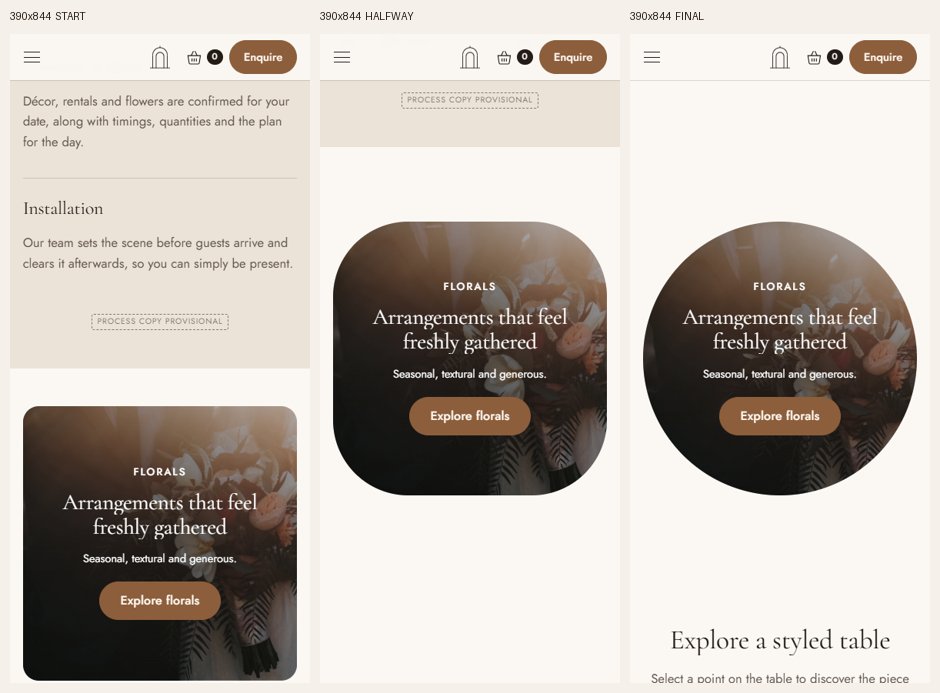 390x844 START
0
Enquire
Décor, rentals and flowers are confirmed for your
date, along with timings, quantities and the plan
for the day.
Installation
Our team sets the scene before guests arrive and
clears it afterwards, so you can simply be present.
PROCESS COPY PROVISIONAL
FLORALS
Arrangements that feel
freshly gathered
Seasonal, textural and generous.
Explore florals
390x844 HALFWAY
0
Enquire
PROCESS COPY PROVISIONAL
FLORALS
Arrangements that feel
freshly gathered
Seasonal, textural and generous.
Explore florals
390x844 FINAL
0
Enquire
FLORALS
Arrangements that feel
freshly gathered
Seasonal, textural and generous.
Explore florals
Explore a styled table
Select a point on the table to discover the piece